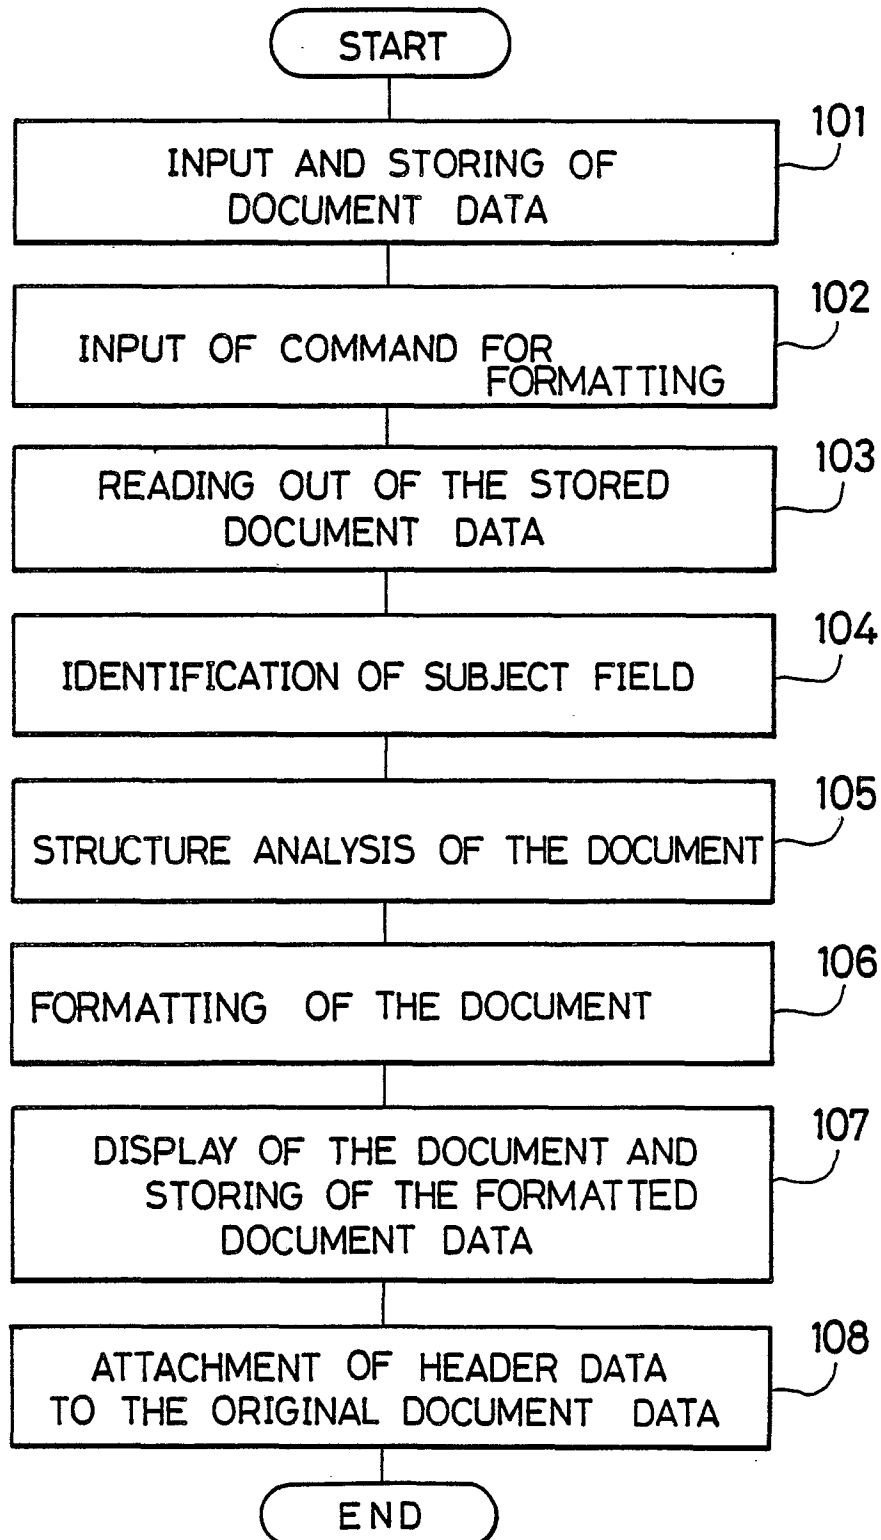 START
101
INPUT AND STORING OF
DOCUMENT DATA
102
INPUT OF COMMAND FOR
FORMATTING
103
READING OUT OF THE STORED
DOCUMENT DATA
104
IDENTIFICATION OF SUBJECT FIELD
105
STRUCTURE ANALYSIS OF THE DOCUMENT
106
FORMATTING OF THE DOCUMENT
107
DISPLAY OF THE DOCUMENT AND
STORING OF THE FORMATTED
DOCUMENT DATA
108
ATTACHMENT OF HEADER DATA
TO THE ORIGINAL DOCUMENT DATA
END